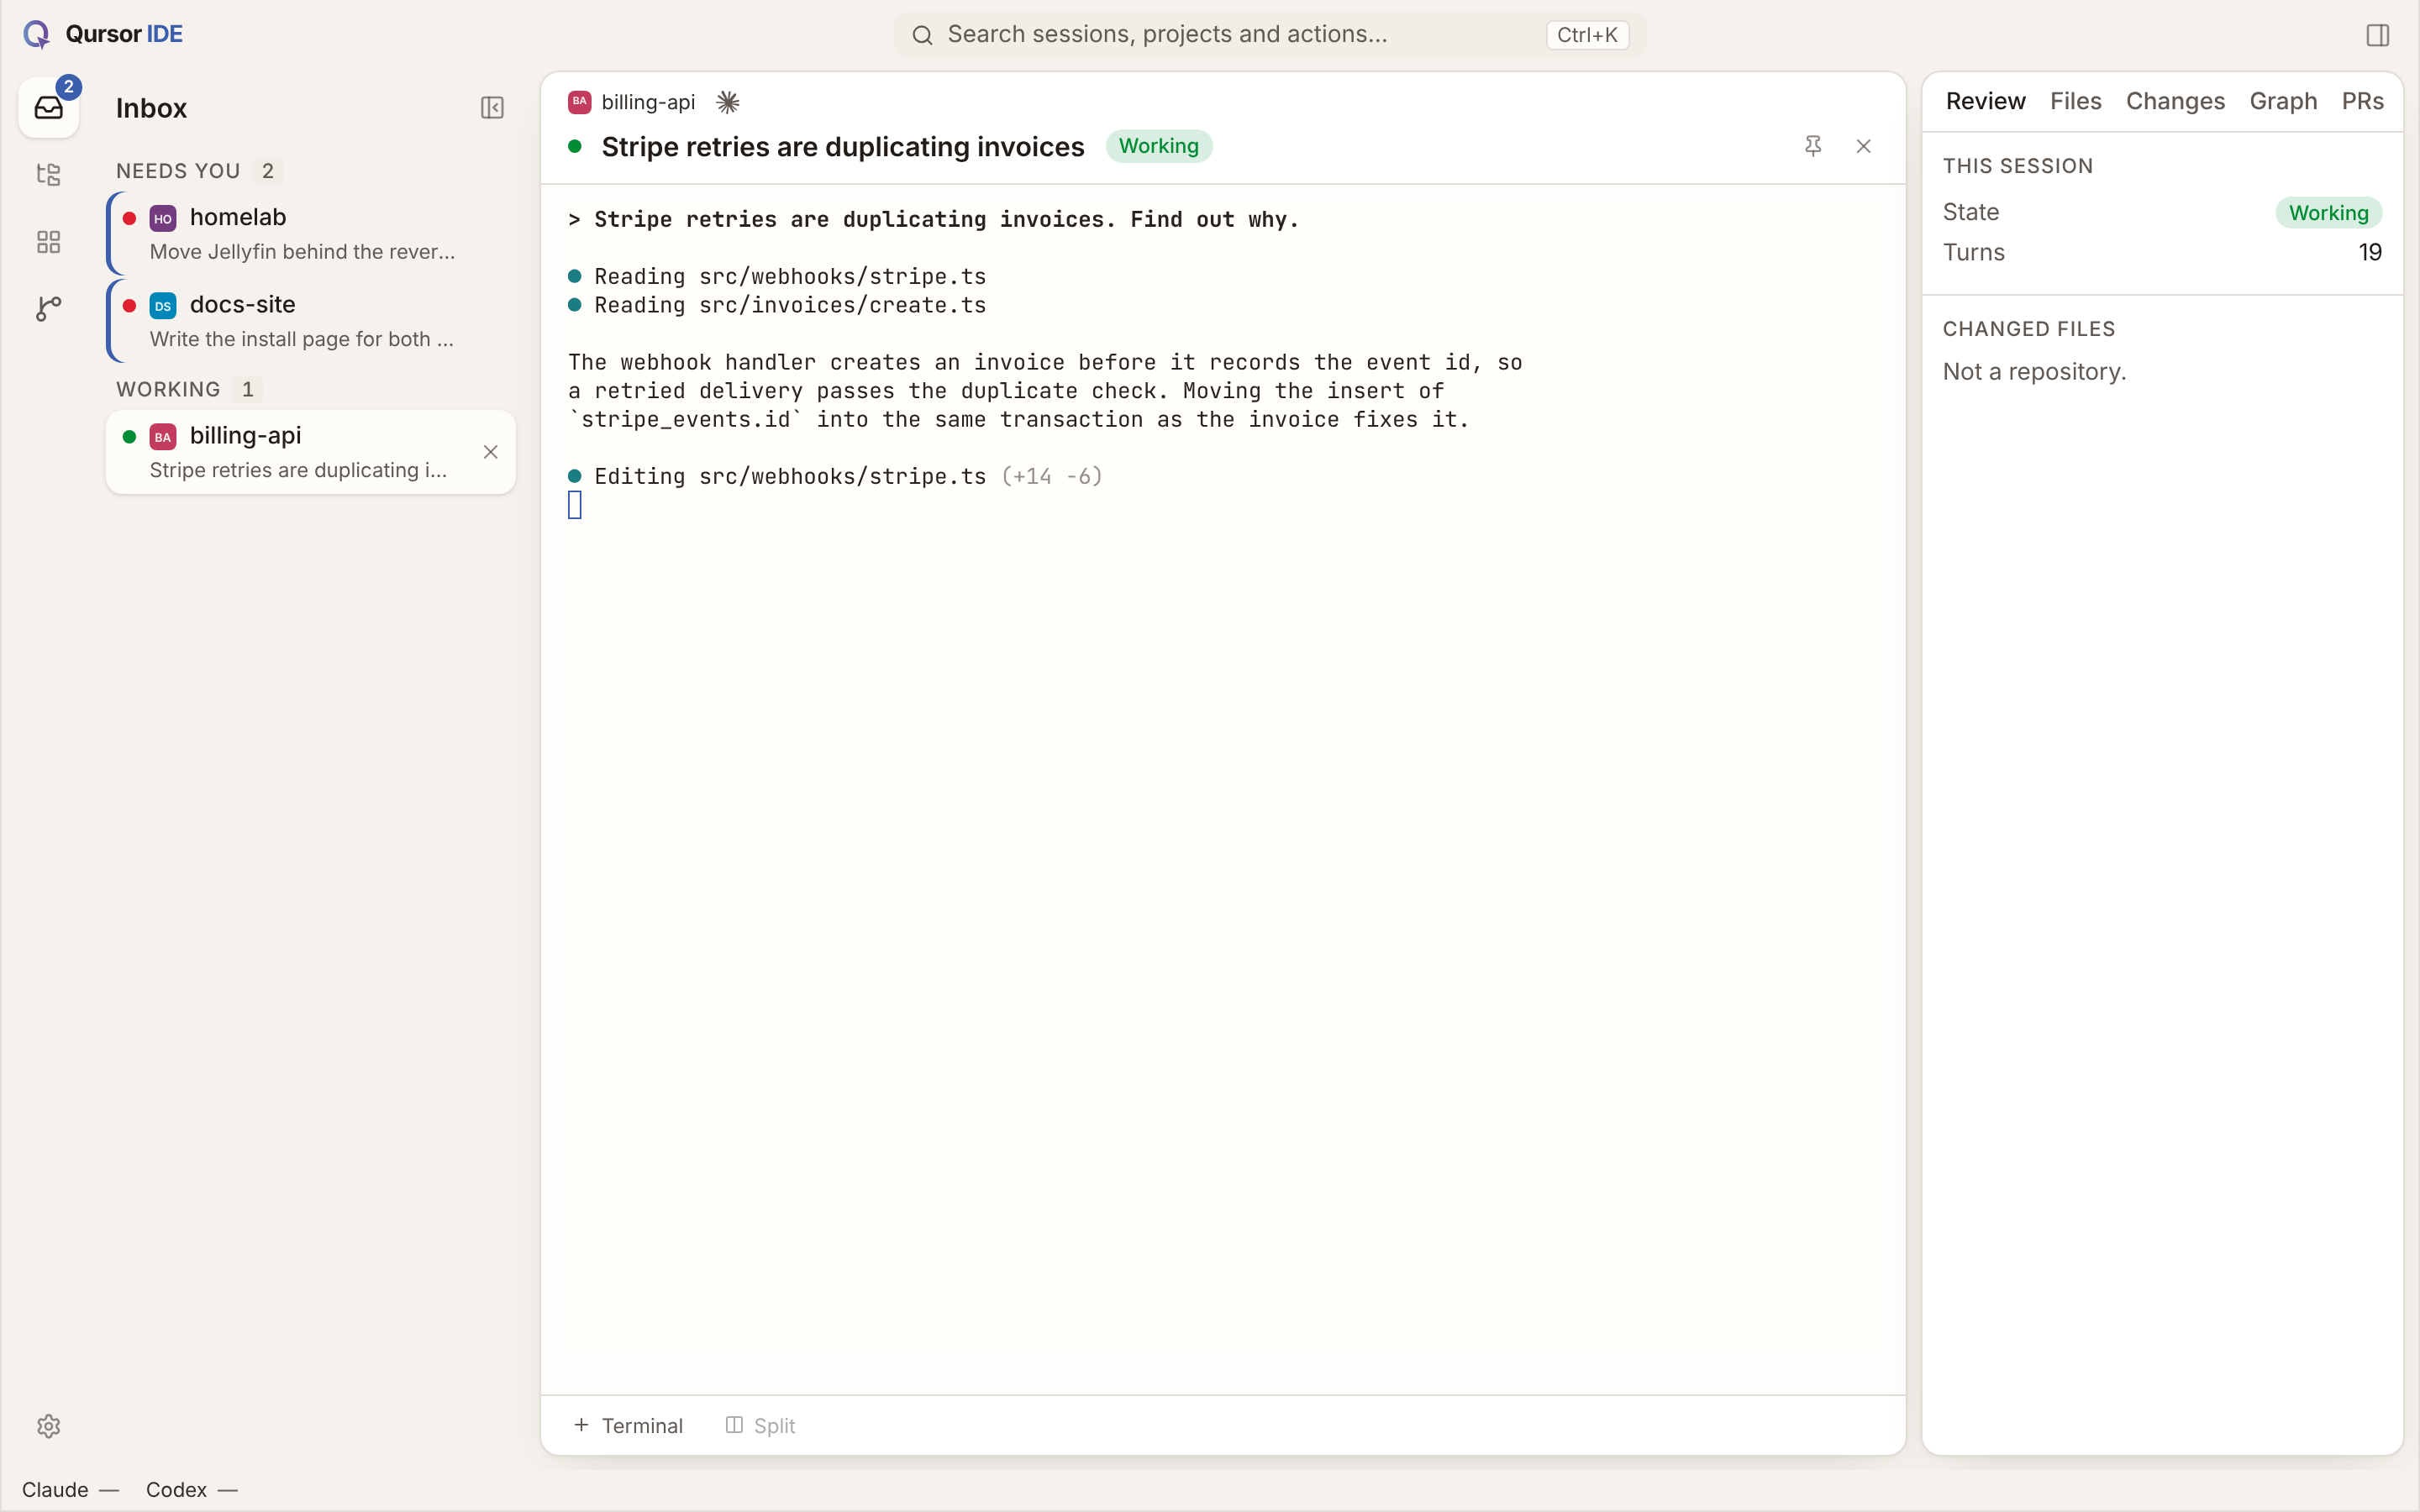 Qursor IDE
Search sessions, projects and actions...
Ctrl+K
2
Inbox
NEEDS YOU 2
HO homelab
Move Jellyfin behind the rever...
DS docs-site
Write the install page for both ...
WORKING 1
BA billing-api
Stripe retries are duplicating i...
Claude —
Codex —
BA billing-api
Stripe retries are duplicating invoices Working
> Stripe retries are duplicating invoices. Find out why.
Reading src/webhooks/stripe.ts
Reading src/invoices/create.ts
The webhook handler creates an invoice before it records the event id, so
a retried delivery passes the duplicate check. Moving the insert of
`stripe_events.id` into the same transaction as the invoice fixes it.
Editing src/webhooks/stripe.ts (+14 -6)
+ Terminal
Split
Review Files Changes Graph PRs
THIS SESSION
State Working
Turns 19
CHANGED FILES
Not a repository.